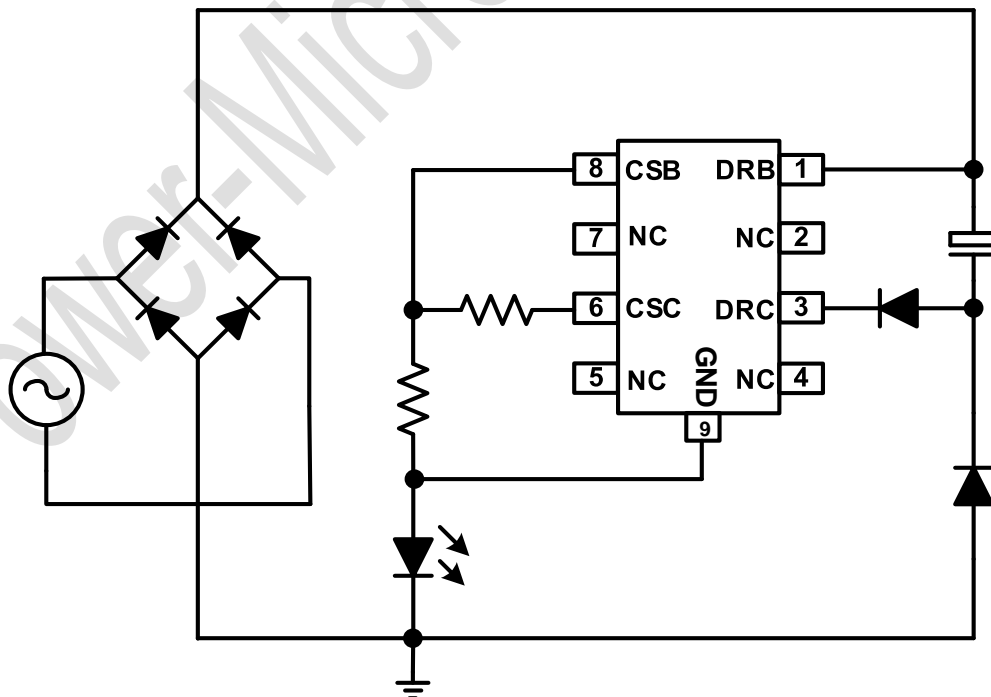 8 CSB DRB 1
7 NC NC 2
6 CSC DRC 3
5 NC NC 4
GND
9